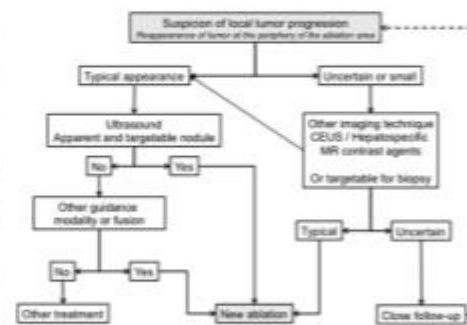 Suspicion of local tumor progression
Reappearance of tumor at the periphery of the ablation area
Typical appearance
Uncertain or small
Ultrasound
Apparent and targetable nodule
Other imaging technique
CEUS / Hepatospecific
MR contrast agents
Or targetable for biopsy
No
Yes
Other guidance
modality or fusion
Typical
Uncertain
No
Yes
Other treatment
New ablation
Close follow-up